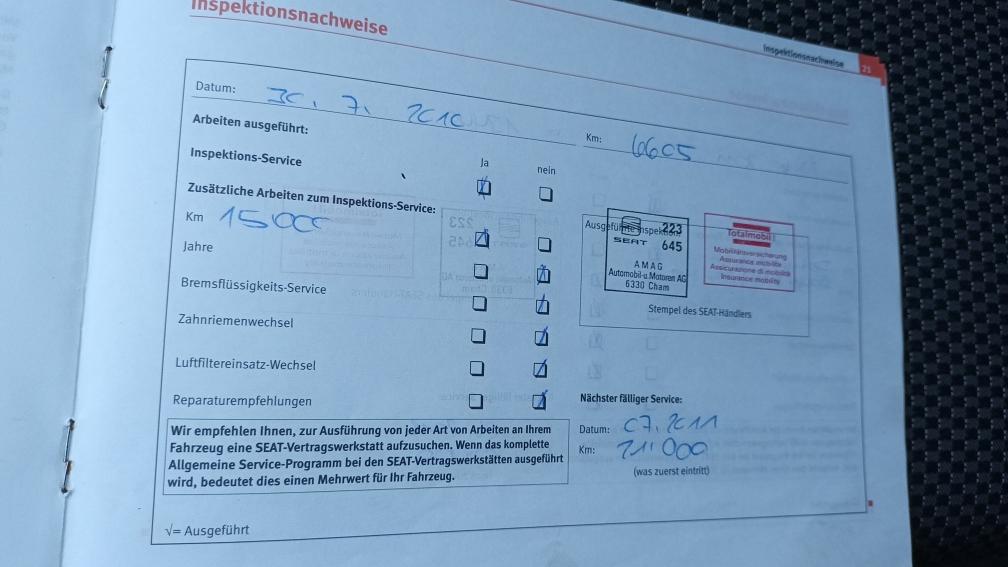 Inspektionsnachweise
Inspektionsnachweise 21
Datum: 30. 7. 2010
Km: 6605
Arbeiten ausgeführt:
Ja nein
Inspektions-Service
Zusätzliche Arbeiten zum Inspektions-Service:
Km 15000
Jahre
Bremsflüssigkeits-Service
Zahnriemenwechsel
Luftfiltereinsatz-Wechsel
Reparaturempfehlungen
Ausgeführte Inspektion
SEAT
223
645
AMAG
Automobil-u.Motoren AG
6330 Cham
Totalmobil!
Mobilitätsversicherung
Assurance mobilité
Assicurazione di mobilità
Insurance mobility
Stempel des SEAT-Händlers
Nächster fälliger Service:
Datum: 07. 2011
Km: 21'000
(was zuerst eintritt)
Wir empfehlen Ihnen, zur Ausführung von jeder Art von Arbeiten an Ihrem
Fahrzeug eine SEAT-Vertragswerkstatt aufzusuchen. Wenn das komplette
Allgemeine Service-Programm bei den SEAT-Vertragswerkstätten ausgeführt
wird, bedeutet dies einen Mehrwert für Ihr Fahrzeug.
√= Ausgeführt